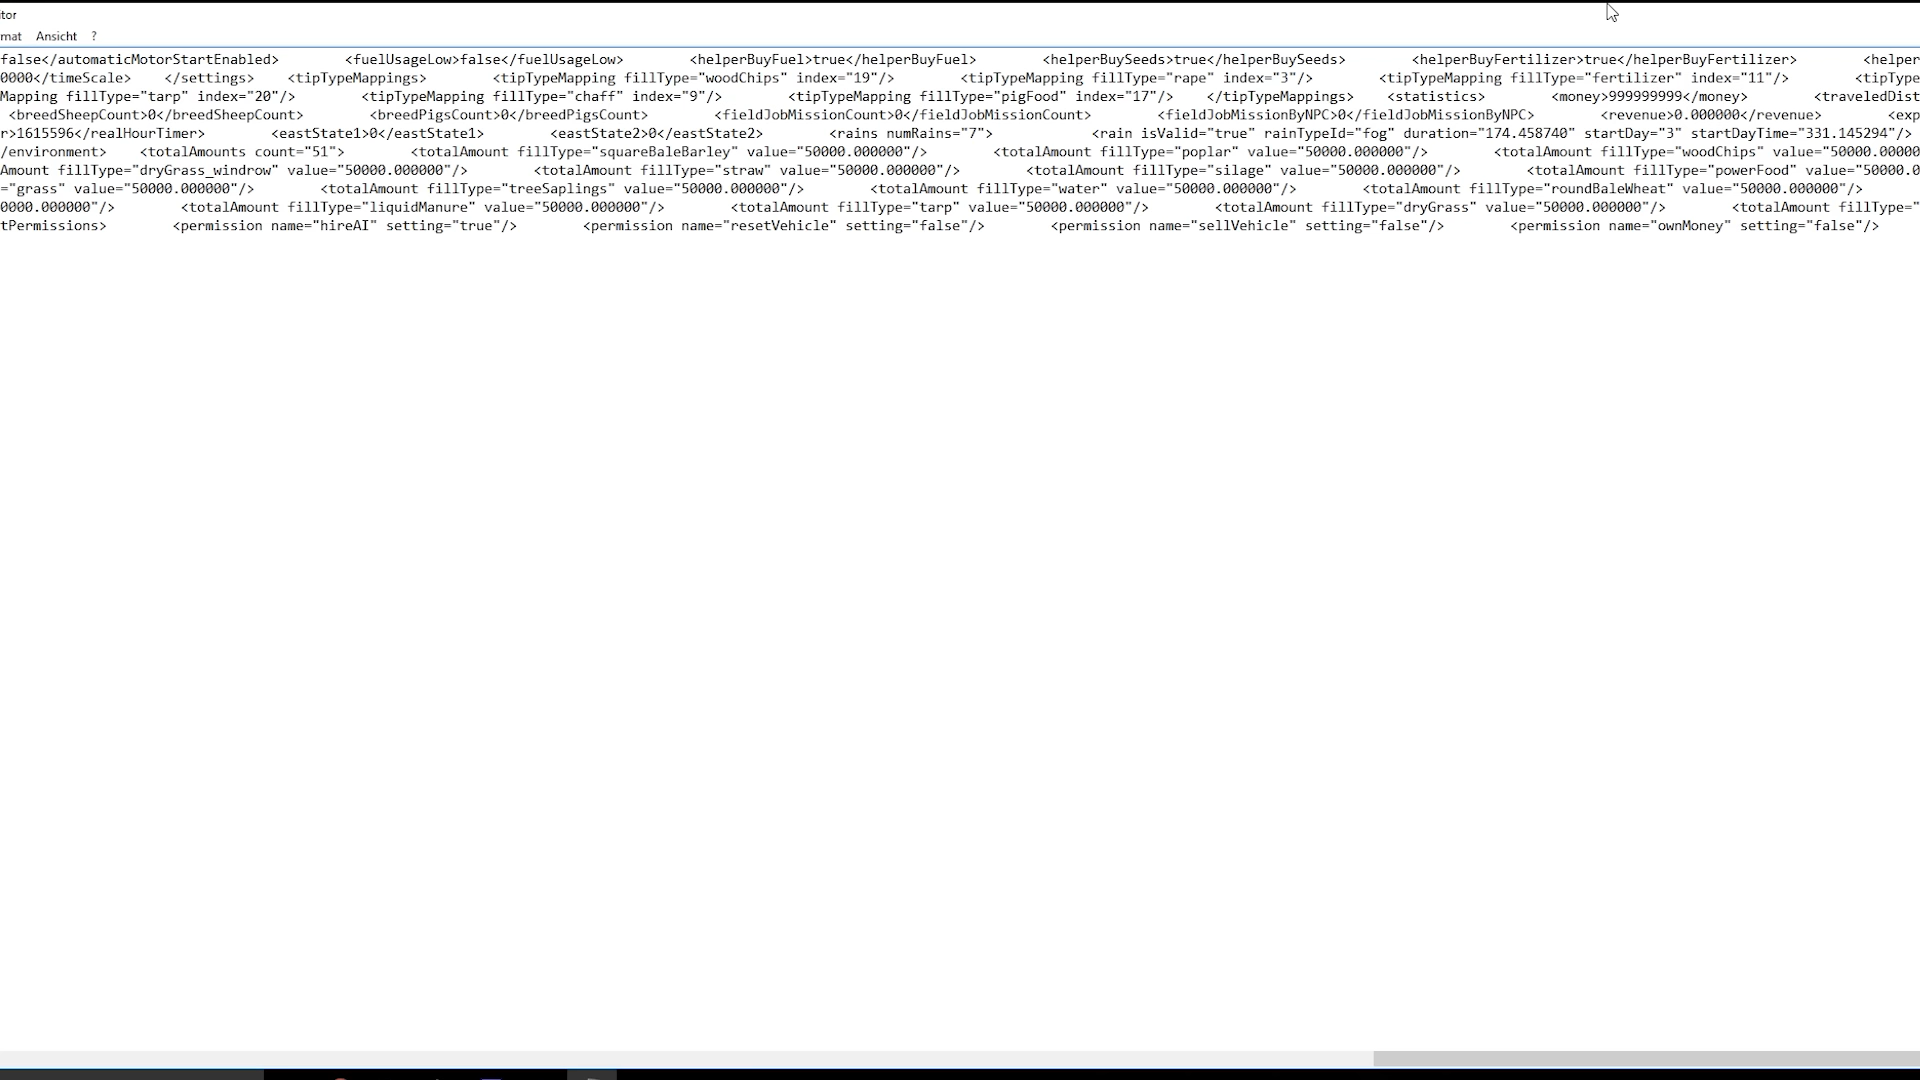 itor
mat Ansicht ?
false</automaticMotorStartEnabled> <fuelUsageLow>false</fuelUsageLow> <helperBuyFuel>true</helperBuyFuel> <helperBuySeeds>true</helperBuySeeds> <helperBuyFertilizer>true</helperBuyFertilizer> <helper
0000</timeScale> </settings> <tipTypeMappings> <tipTypeMapping fillType="woodChips" index="19"/> <tipTypeMapping fillType="rape" index="3"/> <tipTypeMapping fillType="fertilizer" index="11"/> <tipType
Mapping fillType="tarp" index="20"/> <tipTypeMapping fillType="chaff" index="9"/> <tipTypeMapping fillType="pigFood" index="17"/> </tipTypeMappings> <statistics> <money>999999999</money> <traveledDist
<breedSheepCount>0</breedSheepCount> <breedPigsCount>0</breedPigsCount> <fieldJobMissionCount>0</fieldJobMissionCount> <fieldJobMissionByNPC>0</fieldJobMissionByNPC> <revenue>0.000000</revenue> <exp
r>1615596</realHourTimer> <eastState1>0</eastState1> <eastState2>0</eastState2> <rains numRains="7"> <rain isValid="true" rainTypeId="fog" duration="174.458740" startDay="3" startDayTime="331.145294"/>
/environment> <totalAmounts count="51"> <totalAmount fillType="squareBaleBarley" value="50000.000000"/> <totalAmount fillType="poplar" value="50000.000000"/> <totalAmount fillType="woodChips" value="50000.0000
Amount fillType="dryGrass_windrow" value="50000.000000"/> <totalAmount fillType="straw" value="50000.000000"/> <totalAmount fillType="silage" value="50000.000000"/> <totalAmount fillType="powerFood" value="50000.0
="grass" value="50000.000000"/> <totalAmount fillType="treeSaplings" value="50000.000000"/> <totalAmount fillType="water" value="50000.000000"/> <totalAmount fillType="roundBaleWheat" value="50000.000000"/>
0000.000000"/> <totalAmount fillType="liquidManure" value="50000.000000"/> <totalAmount fillType="tarp" value="50000.000000"/> <totalAmount fillType="dryGrass" value="50000.000000"/> <totalAmount fillType="
tPermissions> <permission name="hireAI" setting="true"/> <permission name="resetVehicle" setting="false"/> <permission name="sellVehicle" setting="false"/> <permission name="ownMoney" setting="false"/>